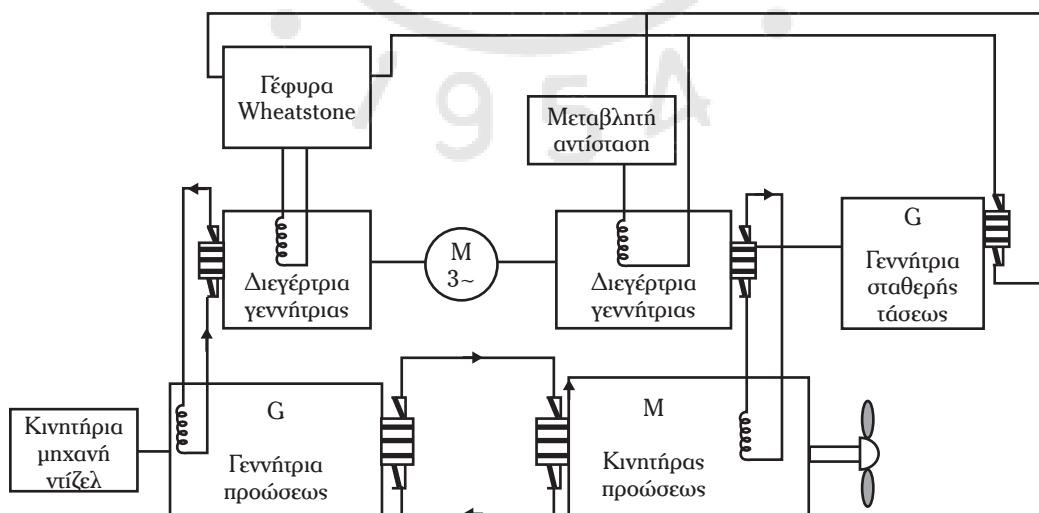 1954
Γέφυρα
Wheatstone
Μεταβλητή
αντίσταση
Διεγέρτρια
γεννήτριας
M
3~
Διεγέρτρια
γεννήτριας
G
Γεννήτρια
σταθερής
τάσεως
Κινητήρια
μηχανή
ντίζελ
G
Γεννήτρια
προώσεως
M
Κινητήρας
προώσεως